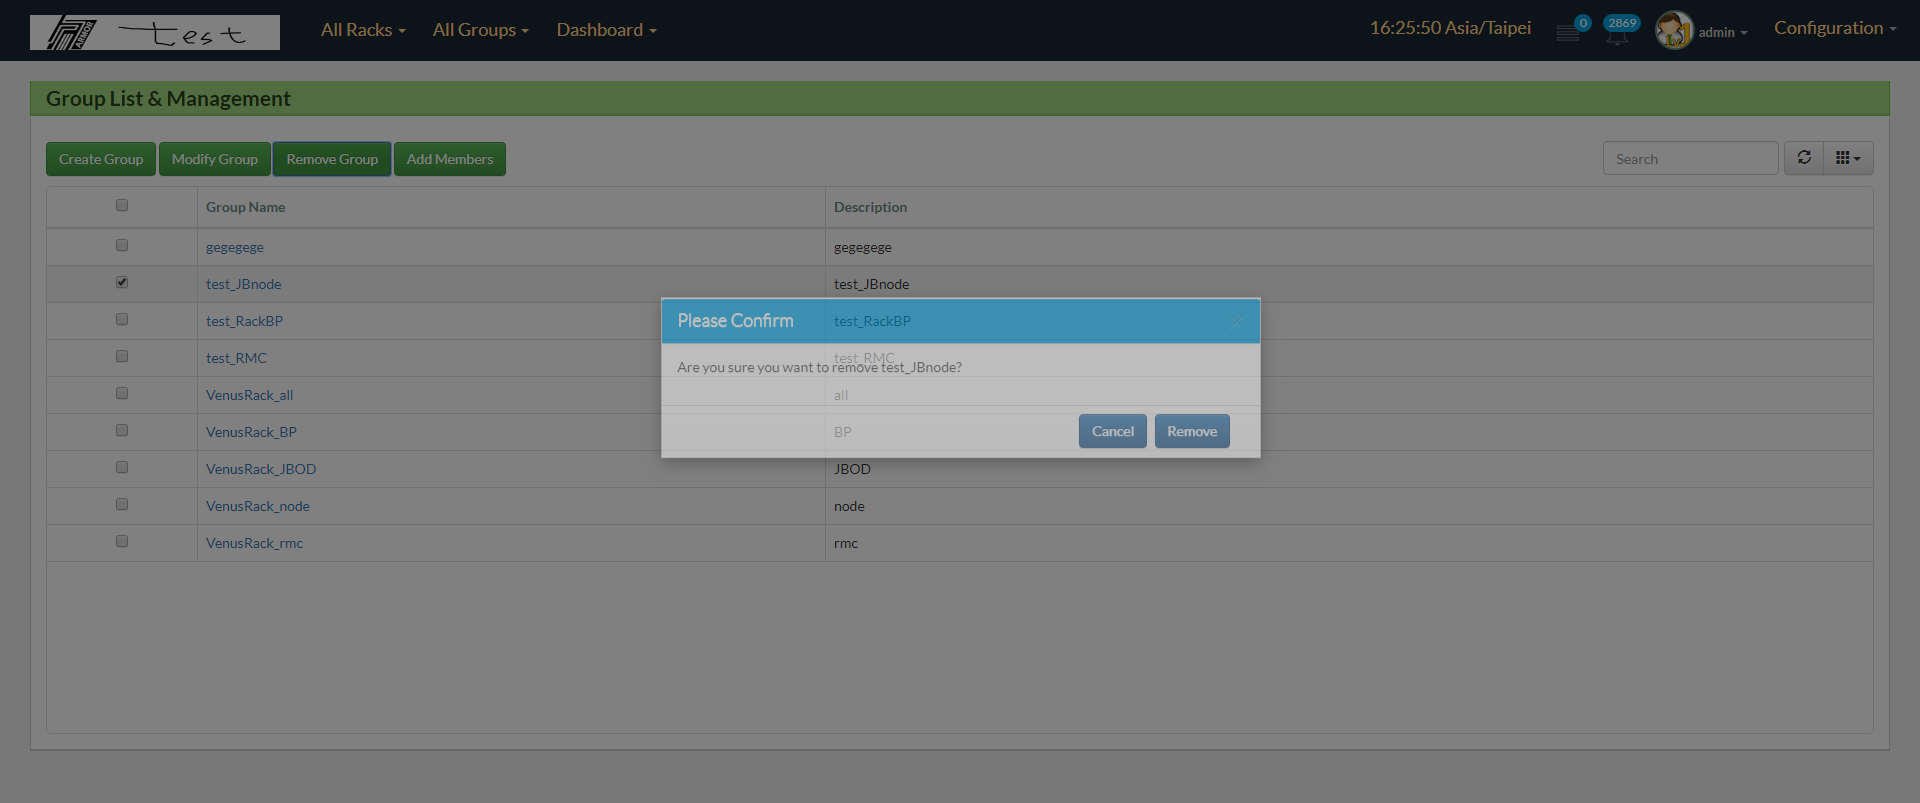 ARMOR test All Racks All Groups Dashboard 16:25:50 Asia/Taipei 0 2869 admin Configuration
Group List & Management
Create Group Modify Group Remove Group Add Members Search
Group Name Description
gegegege gegegege
test_JBnode test_JBnode
test_RackBP test_RackBP
test_RMC test_RMC
VenusRack_all all
VenusRack_BP BP
VenusRack_JBOD JBOD
VenusRack_node node
VenusRack_rmc rmc
Please Confirm
Are you sure you want to remove test_JBnode?
Cancel Remove